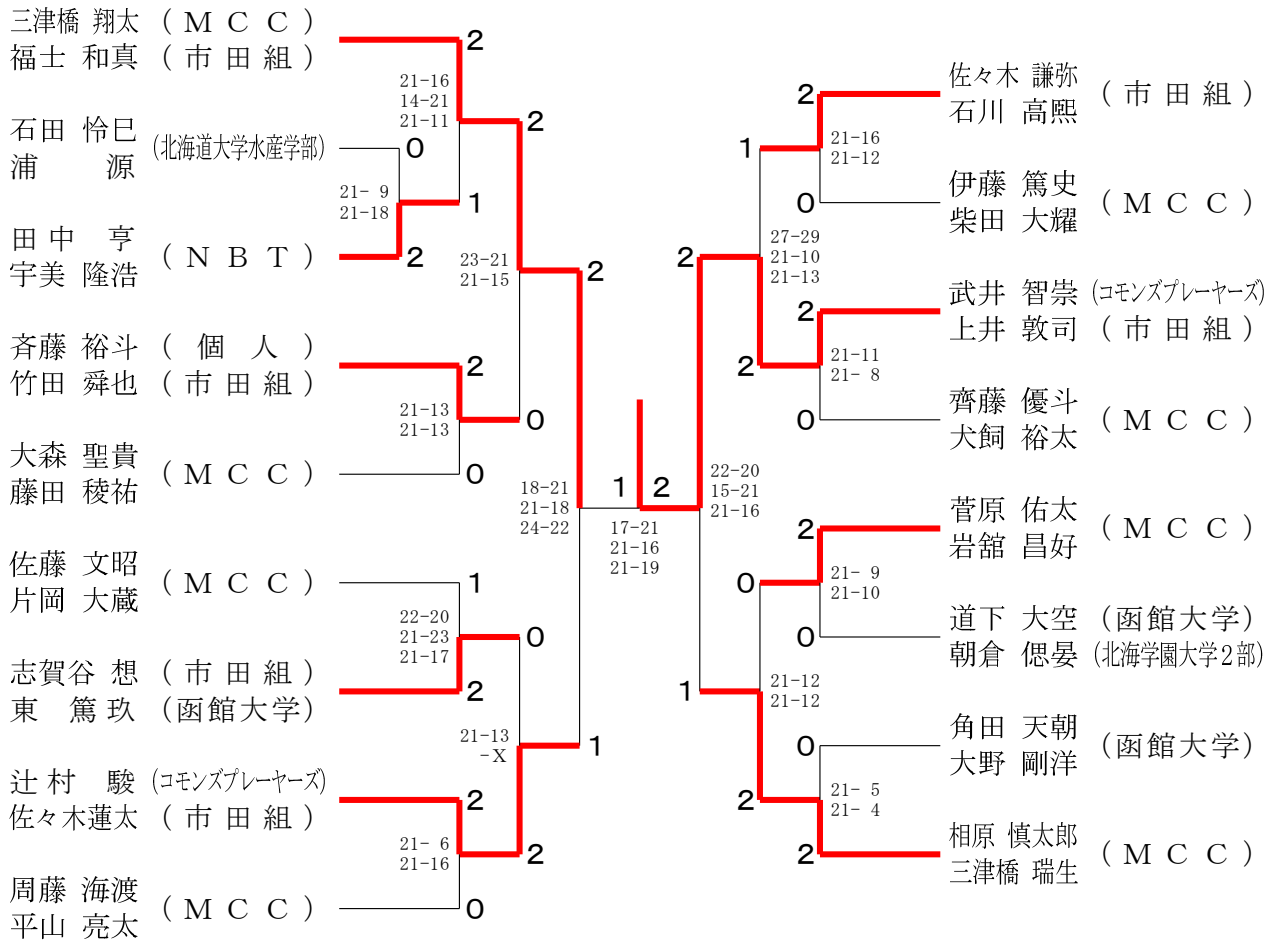 三津橋 翔太 ( M C C )
福士 和真 ( 市 田 組 )
2
21-16
14-21
21-11
2
石田 怜巳
浦 源 (北海道大学水産学部)
0
21- 9
21-18
1
田 中 亨
宇美 隆浩 ( N B T )
2
23-21
21-15
2
斉藤 裕斗 ( 個 人 )
竹田 舜也 ( 市 田 組 )
2
21-13
21-13
0
大森 聖貴
藤田 稜祐 ( M C C )
0
18-21
21-18
24-22
佐藤 文昭
片岡 大蔵 ( M C C )
1
22-20
21-23
21-17
0
志賀谷 想 ( 市 田 組 )
東 篤玖 (函館大学)
2
21-13
-X
1
辻 村 駿 (コモンズプレーヤーズ)
佐々木蓮太 ( 市 田 組 )
2
21- 6
21-16
2
周藤 海渡
平山 亮太 ( M C C )
0
1 2
17-21
21-16
21-19
佐々木 謙弥
石川 高熙 ( 市 田 組 )
2
21-16
21-12
1
伊藤 篤史
柴田 大耀 ( M C C )
0
27-29
21-10
21-13
2
武井 智崇 (コモンズプレーヤーズ)
上井 敦司 ( 市 田 組 )
2
21-11
21- 8
2
齊藤 優斗
犬飼 裕太 ( M C C )
0
22-20
15-21
21-16
菅原 佑太
岩舘 昌好 ( M C C )
2
21- 9
21-10
0
道下 大空 (函館大学)
朝倉 偲晏 (北海学園大学2部)
0
21-12
21-12
1
角田 天朝
大野 剛洋 (函館大学)
0
21- 5
21- 4
2
相原 慎太郎
三津橋 瑞生 ( M C C )
2